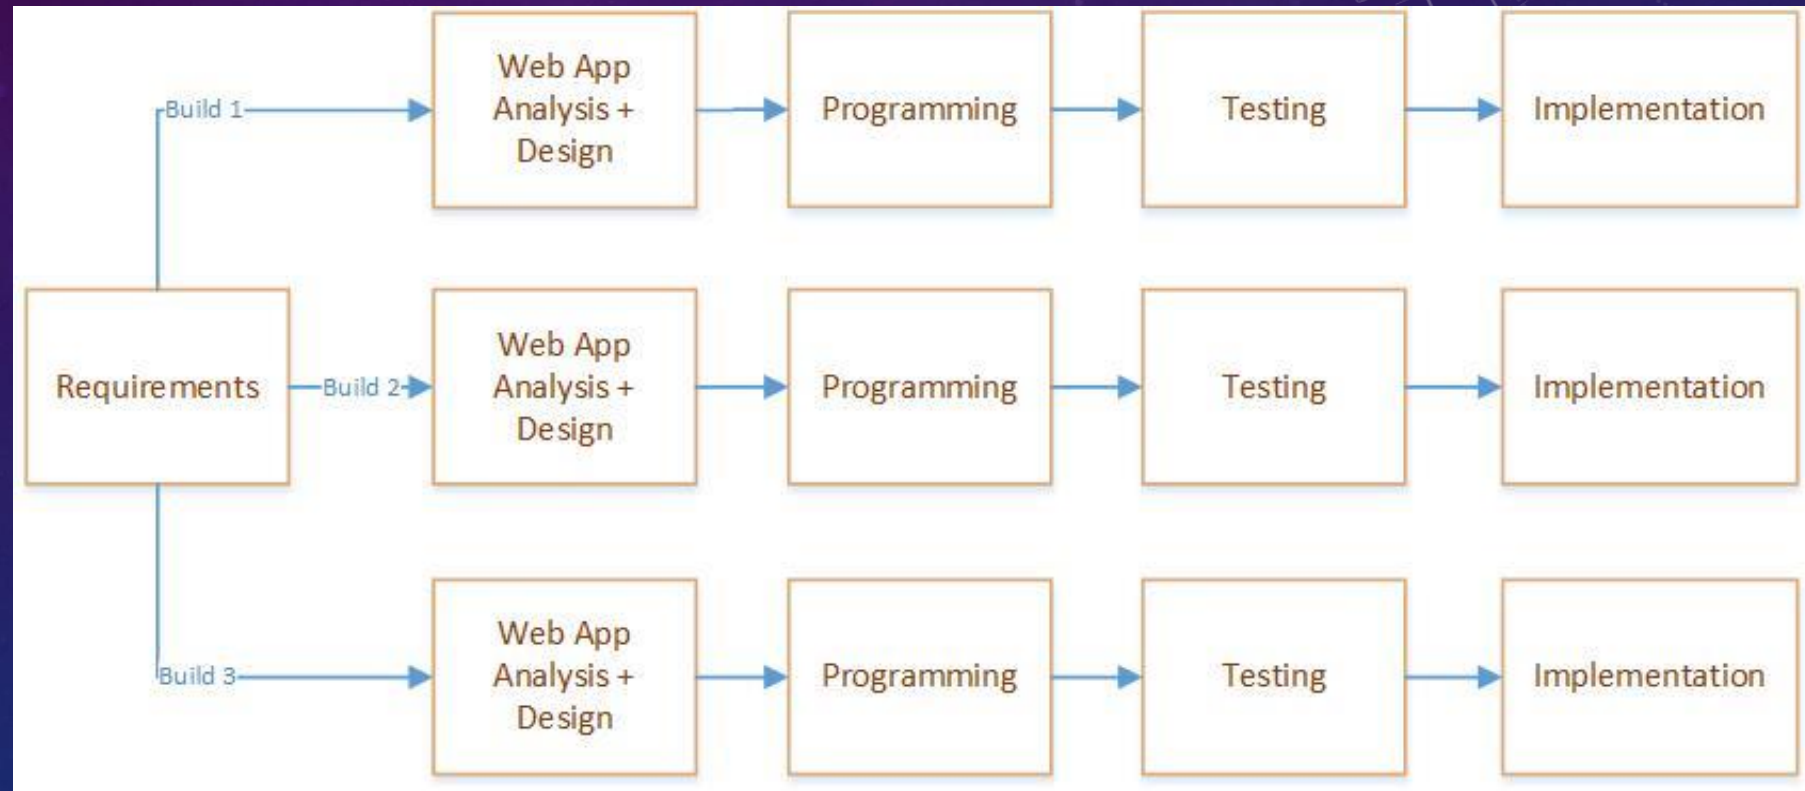 Build 1
Web App
Analysis +
Design
Programming
Testing
Implementation
Requirements
Build 2
Web App
Analysis +
Design
Programming
Testing
Implementation
Build 3
Web App
Analysis +
Design
Programming
Testing
Implementation